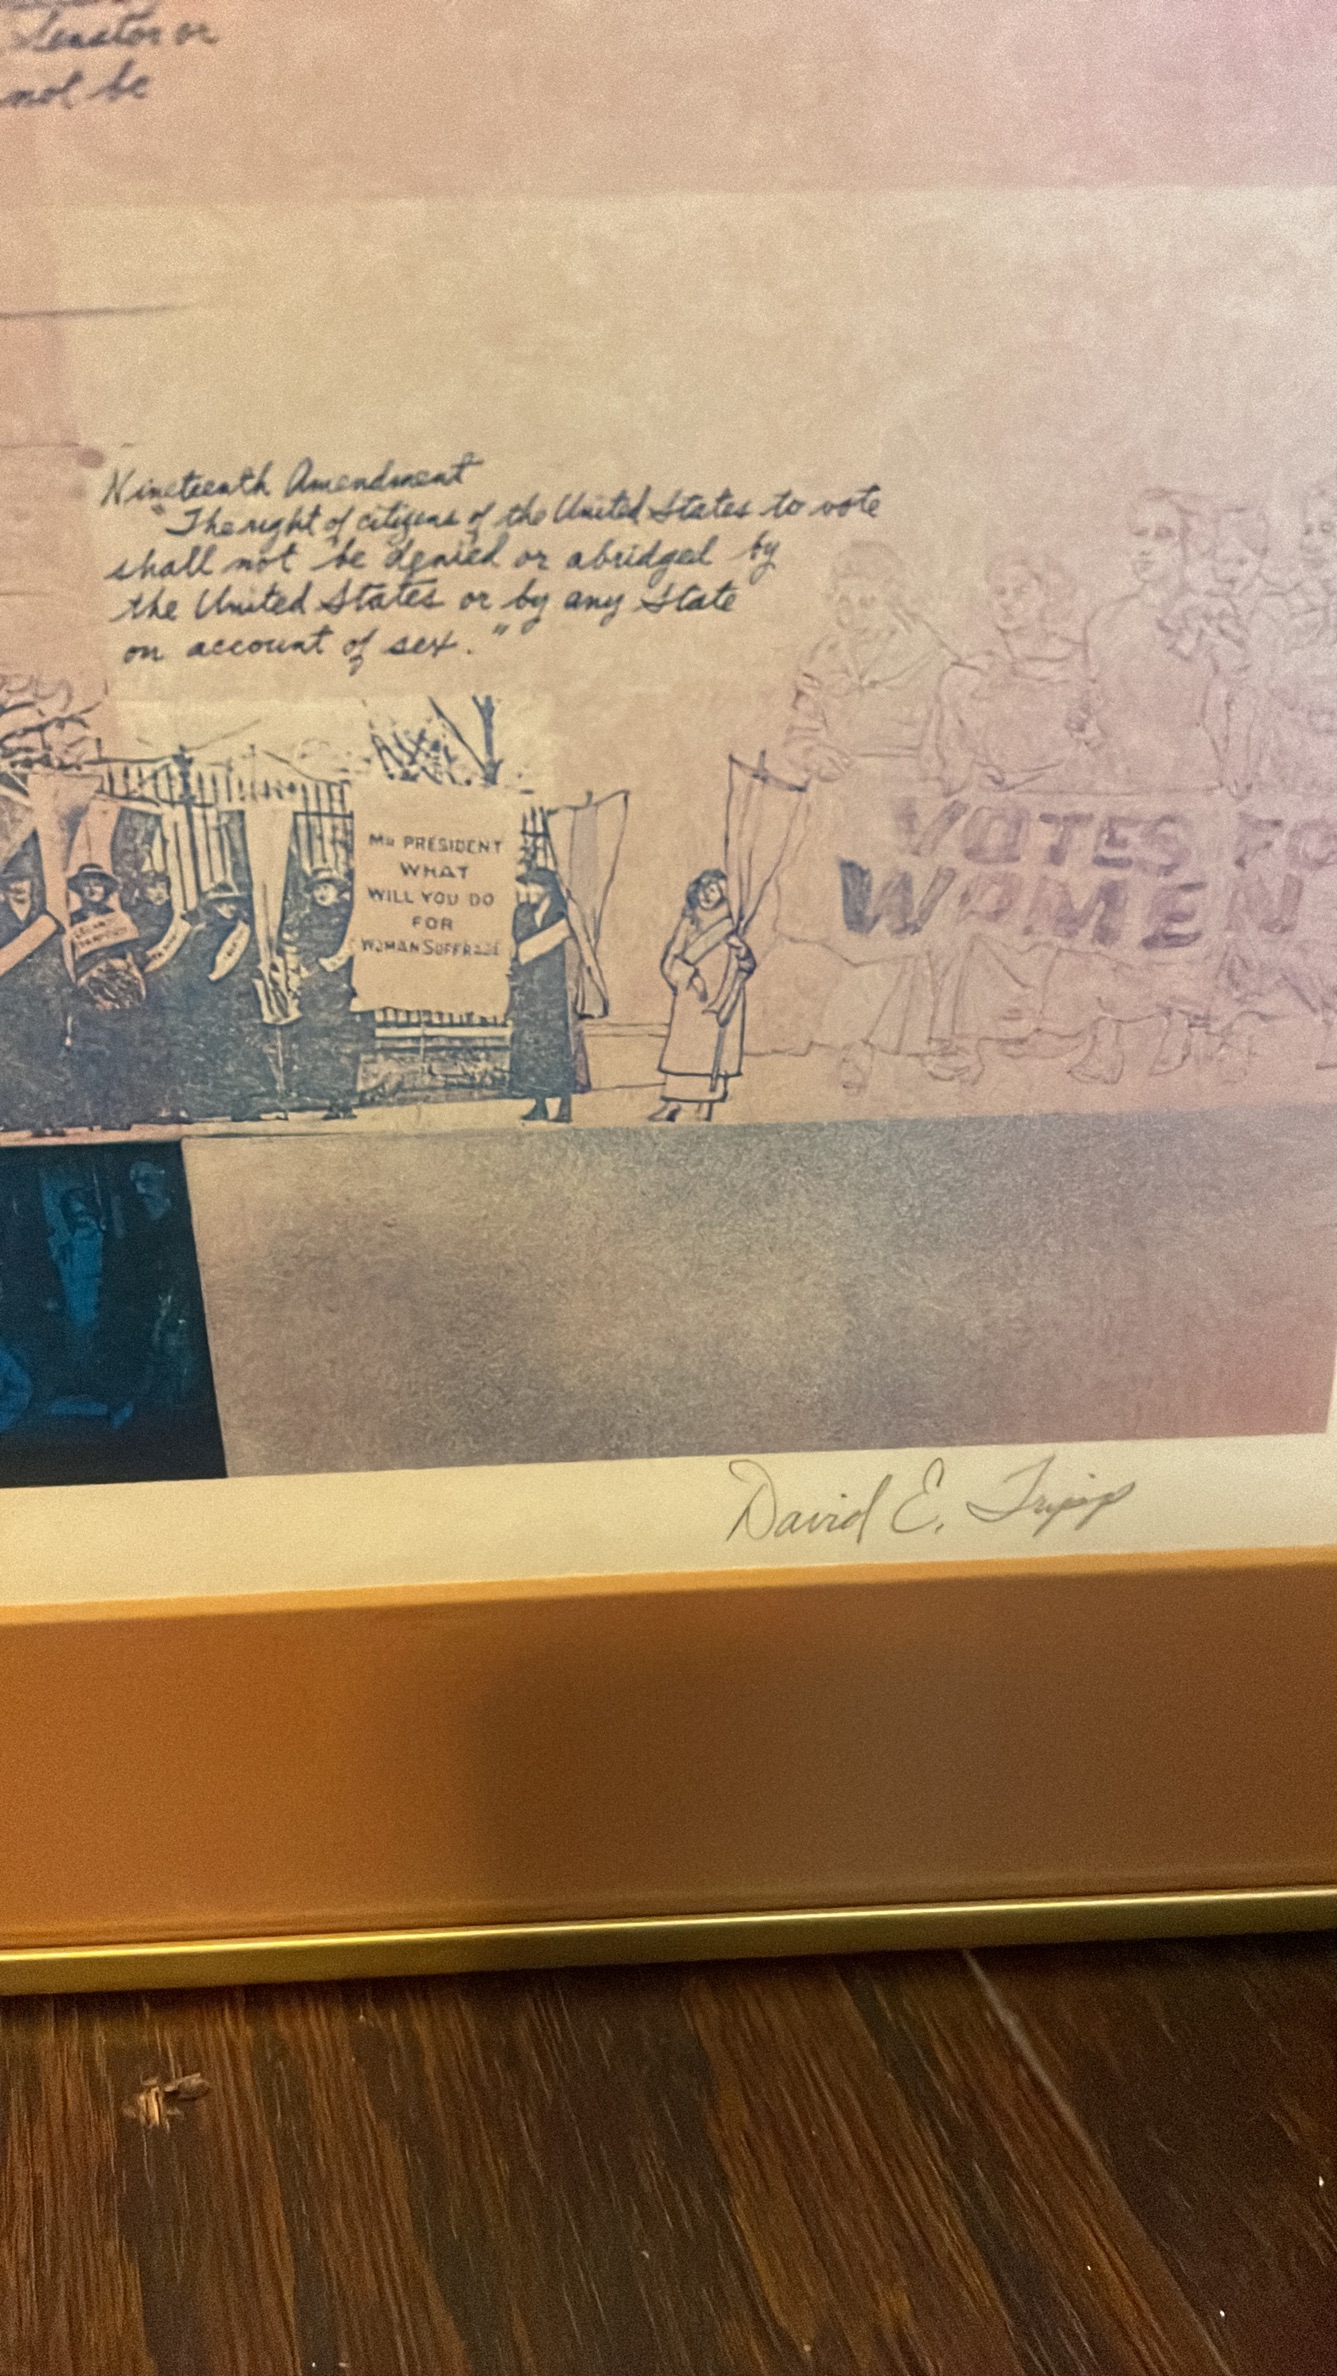 Senator or
not be
Nineteenth Amendment
"The right of citizens of the United States to vote
shall not be denied or abridged by
the United States or by any State
on account of sex."
MR PRESIDENT
WHAT
WILL YOU DO
FOR
WOMAN SUFFRAGE
VOTES FO
WOMEN
David E. Tripp